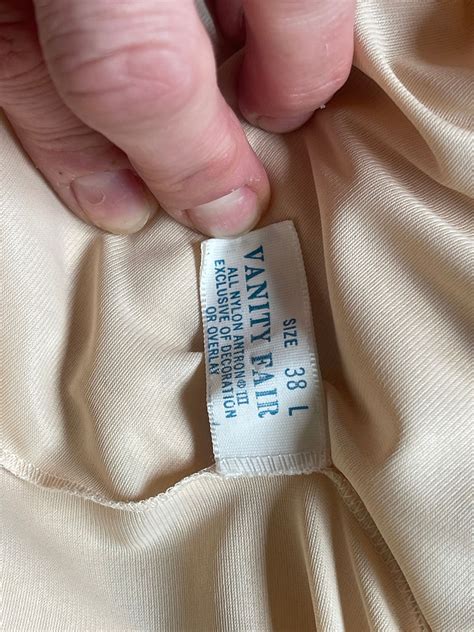 SIZE 38 L
VANITY FAIR
ALL NYLON ANTRON® III
EXCLUSIVE OF DECORATION
OR OVERLAY